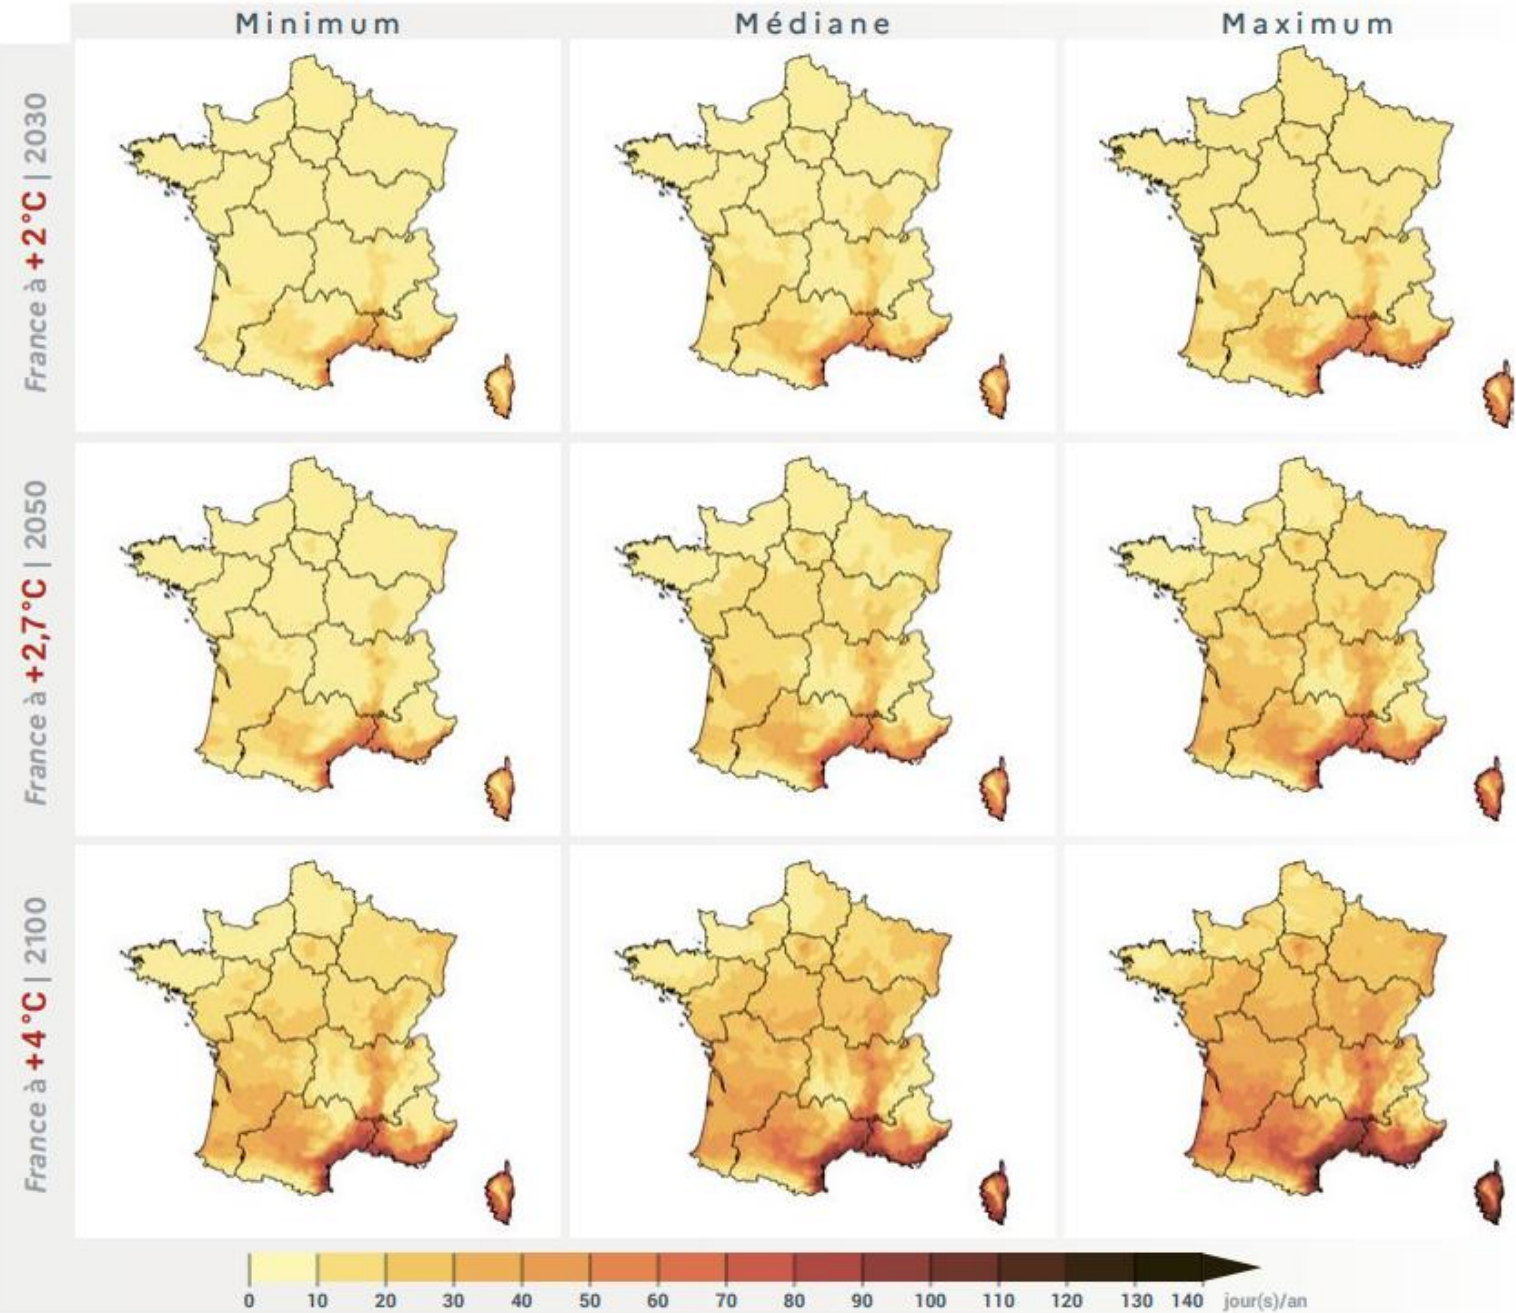 Minimum Médiane Maximum
France à +2°C | 2030
France à +2,7°C | 2050
France à +4°C | 2100
0 10 20 30 40 50 60 70 80 90 100 110 120 130 140 jour(s)/an